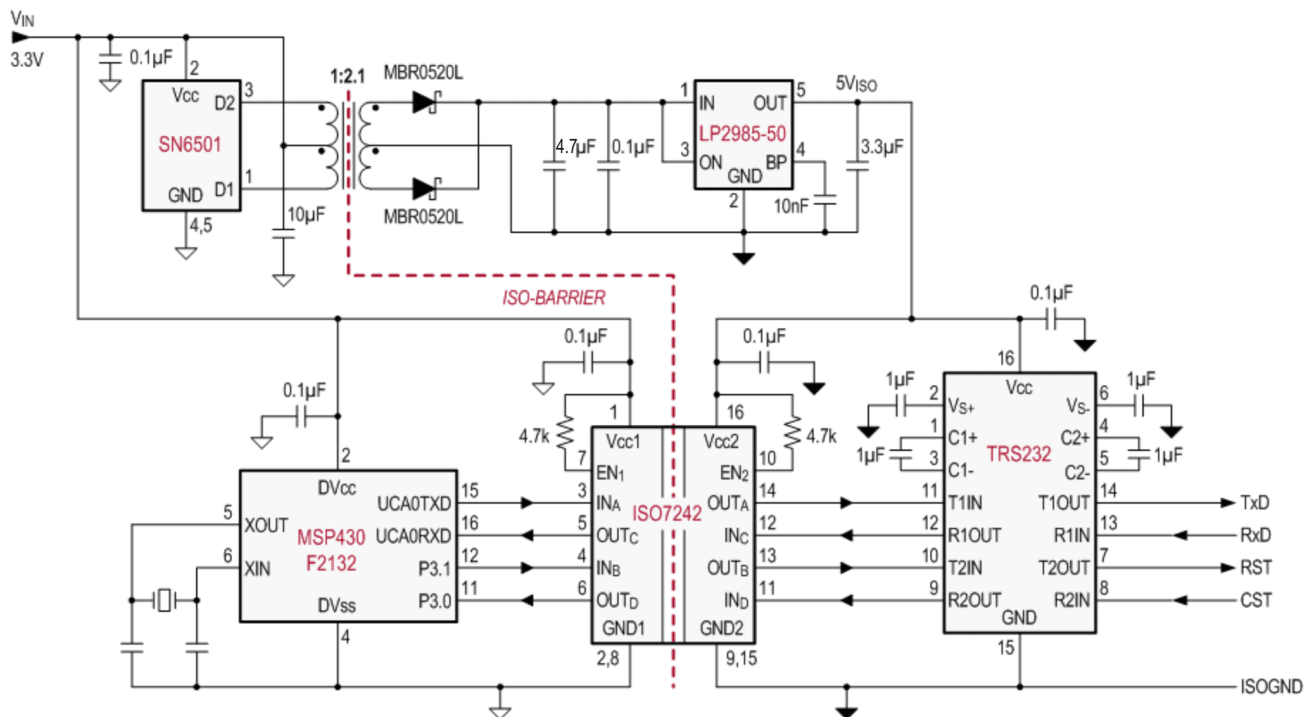 VIN
3.3V
0.1µF
2
Vcc
D2
3
SN6501
D1
1
GND
4,5
10µF
1:2.1
MBR0520L
MBR0520L
4.7µF
0.1µF
1
IN
OUT
5
LP2985-50
3
ON
BP
4
GND
2
10nF
5VISO
3.3µF
ISO-BARRIER
0.1µF
2
DVcc
5
XOUT
6
XIN
MSP430
F2132
UCA0TXD
15
UCA0RXD
16
P3.1
12
P3.0
11
DVss
4
0.1µF
4.7k
1
Vcc1
7
EN1
3
INA
5
OUTC
4
INB
6
OUTD
GND1
2,8
ISO7242
0.1µF
4.7k
16
Vcc2
EN2
10
OUTA
14
INC
12
OUTB
13
IND
11
GND2
9,15
0.1µF
16
Vcc
1µF
2
VS+
VS-
6
1µF
1
C1+
C2+
4
1µF
3
C1-
C2-
5
1µF
TRS232
11
T1IN
T1OUT
14
TxD
12
R1OUT
R1IN
13
RxD
10
T2IN
T2OUT
7
RST
9
R2OUT
R2IN
8
CST
GND
15
ISOGND